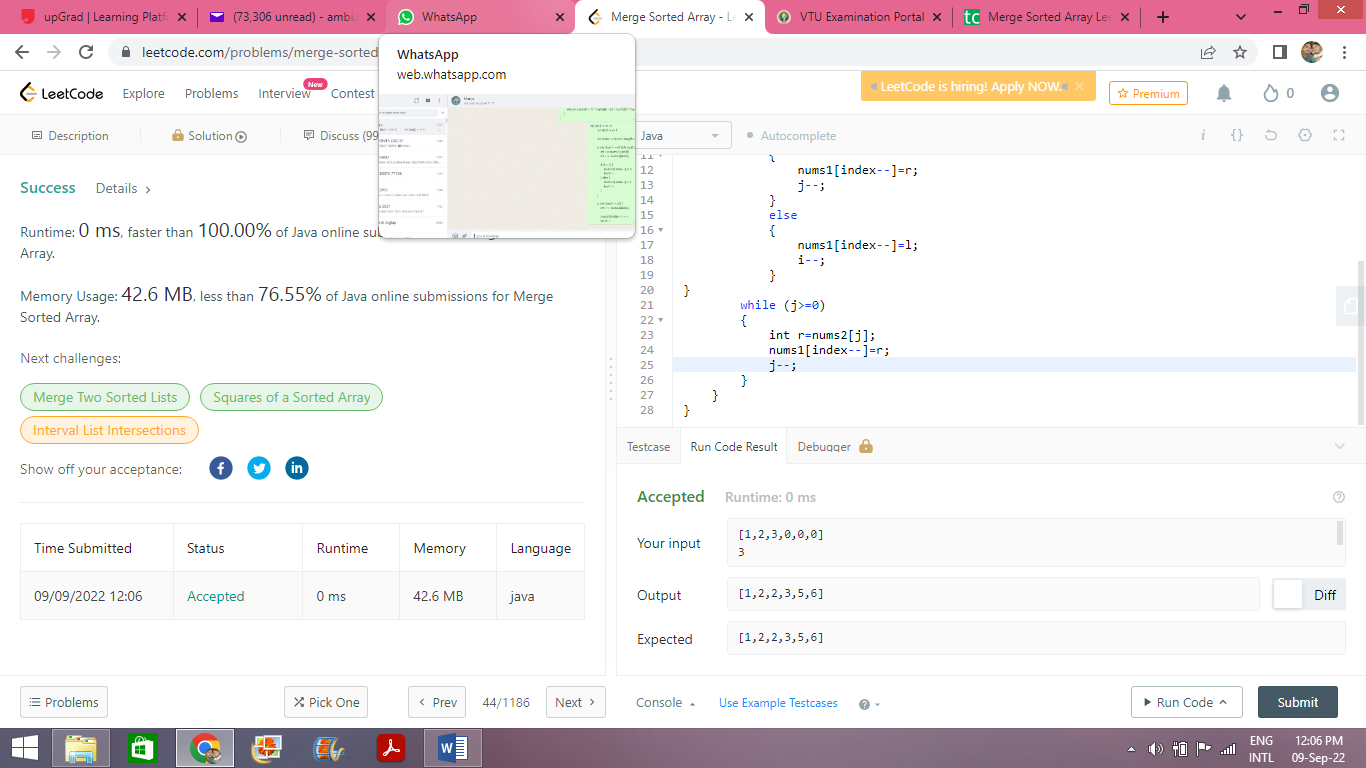 upGrad | Learning Platf
(73,306 unread) - ambi
WhatsApp
Merge Sorted Array - Le
VTU Examination Portal
Merge Sorted Array Lee
leetcode.com/problems/merge-sorted
WhatsApp
web.whatsapp.com
LeetCode
Explore
Problems
Interview
New
Contest
LeetCode is hiring! Apply NOW.
Premium
0
Description
Solution
Discuss (99
Java
Autocomplete
Success
Details
Runtime: 0 ms, faster than 100.00% of Java online sub
Array.
Memory Usage: 42.6 MB, less than 76.55% of Java online submissions for Merge
Sorted Array.
Next challenges:
Merge Two Sorted Lists
Squares of a Sorted Array
Interval List Intersections
Show off your acceptance:
Time Submitted Status Runtime Memory Language
09/09/2022 12:06 Accepted 0 ms 42.6 MB java
11 {
12 nums1[index--]=r;
13 j--;
14 }
15 else
16 {
17 nums1[index--]=l;
18 i--;
19 }
20 }
21 while (j>=0)
22 {
23 int r=nums2[j];
24 nums1[index--]=r;
25 j--;
26 }
27 }
28 }
Testcase
Run Code Result
Debugger
Accepted
Runtime: 0 ms
Your input
[1,2,3,0,0,0]
3
Output
[1,2,2,3,5,6]
Diff
Expected
[1,2,2,3,5,6]
Problems
Pick One
Prev
44/1186
Next
Console
Use Example Testcases
Run Code
Submit
ENG
INTL
12:06 PM
09-Sep-22